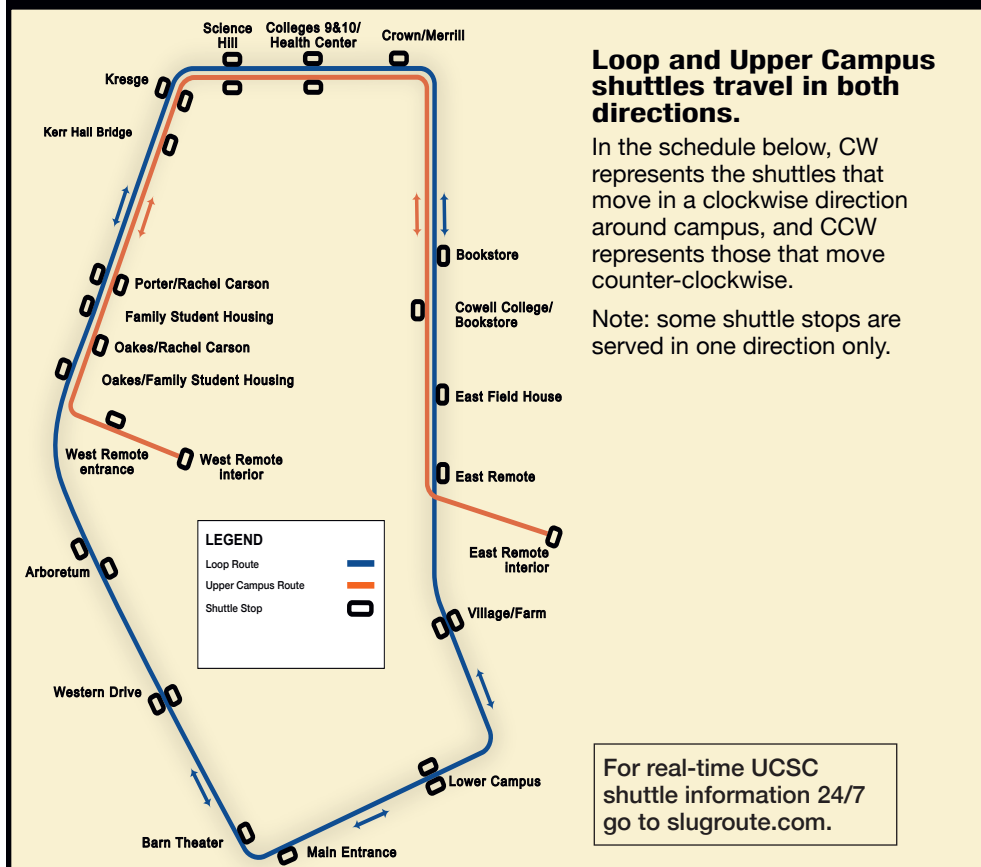 Science
Hill
Colleges 9&10/
Health Center
Crown/Merrill
Kresge
Kerr Hall Bridge
Porter/Rachel Carson
Family Student Housing
Oakes/Rachel Carson
Oakes/Family Student Housing
West Remote
entrance
West Remote
interior
Bookstore
Cowell College/
Bookstore
East Field House
East Remote
East Remote
interior
Arboretum
LEGEND
Loop Route
Upper Campus Route
Shuttle Stop
Village/Farm
Western Drive
Lower Campus
Barn Theater
Main Entrance
Loop and Upper Campus
shuttles travel in both
directions.
In the schedule below, CW
represents the shuttles that
move in a clockwise direction
around campus, and CCW
represents those that move
counter-clockwise.
Note: some shuttle stops are
served in one direction only.
For real-time UCSC
shuttle information 24/7
go to slugroute.com.